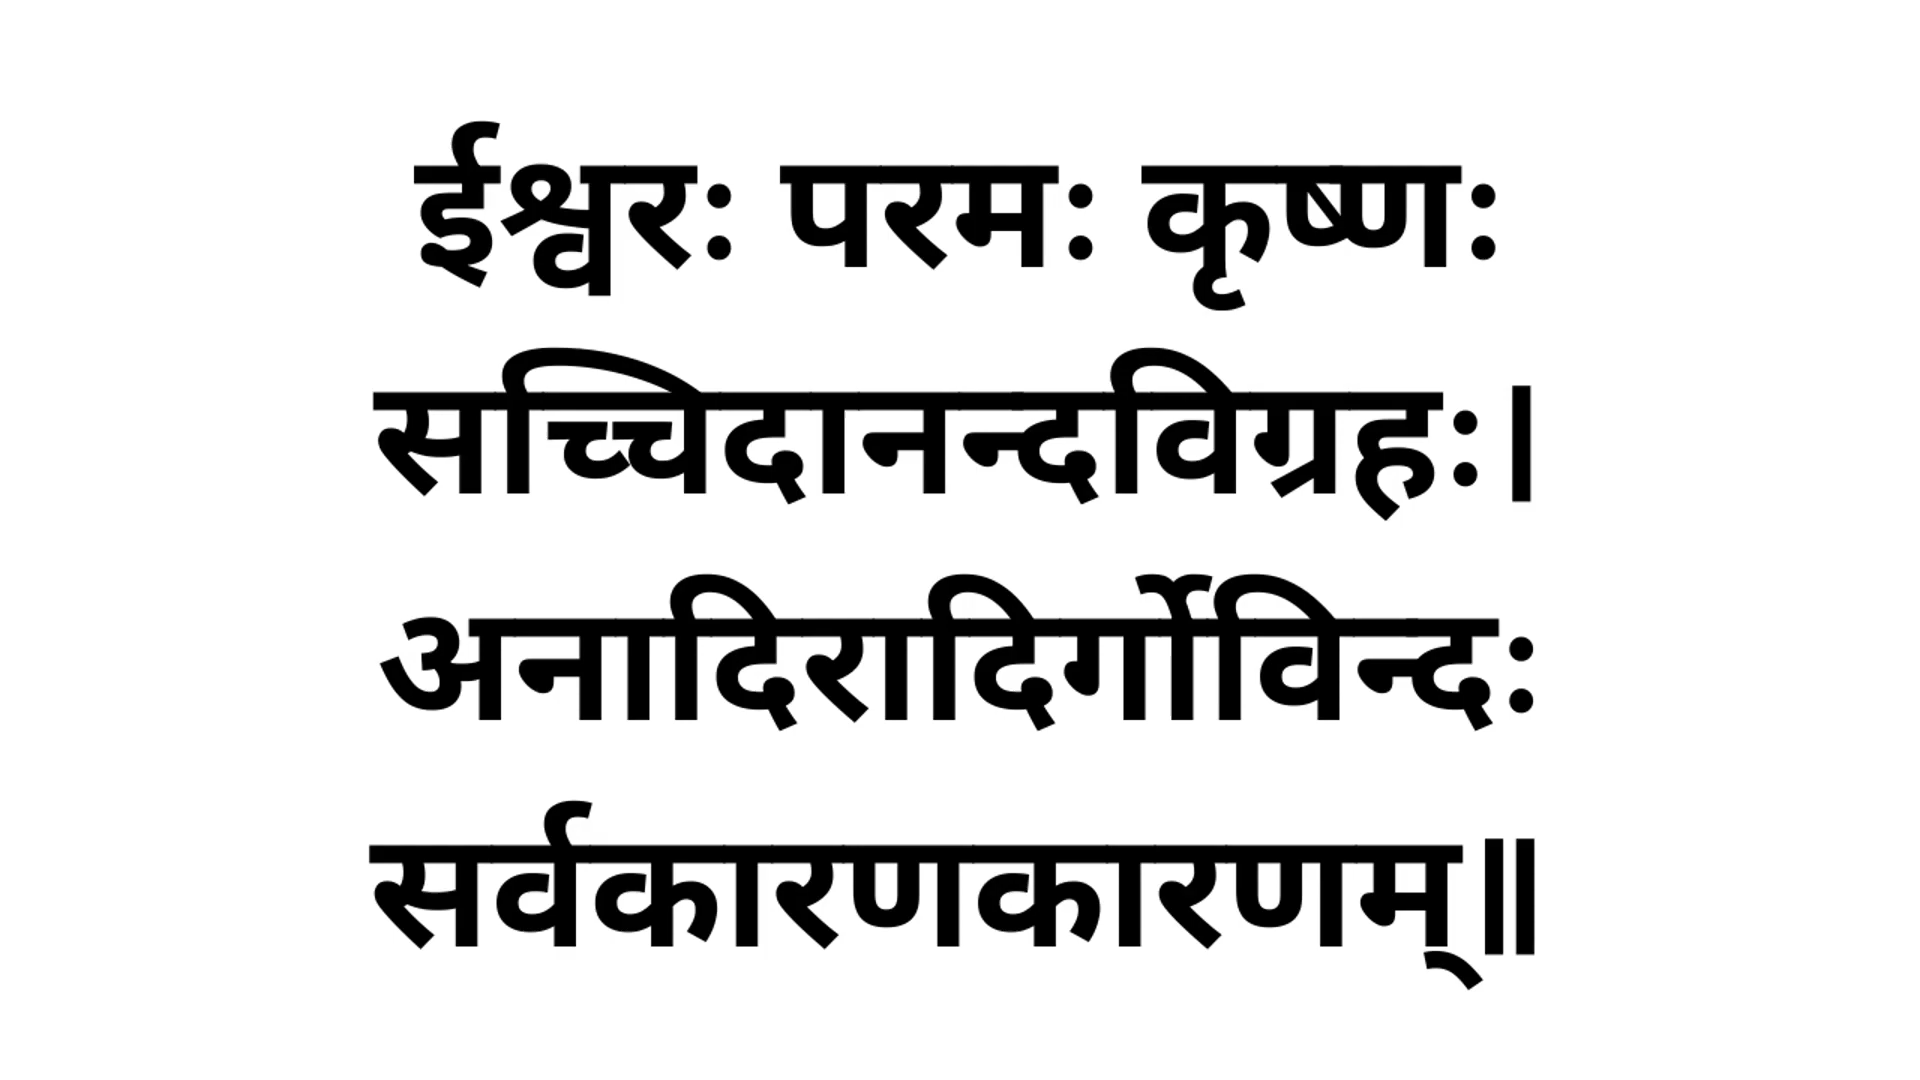 ईश्वरः परमः कृष्णः
सच्चिदानन्दविग्रहः।
अनादिरादिर्गोविन्दः
सर्वकारणकारणम्॥